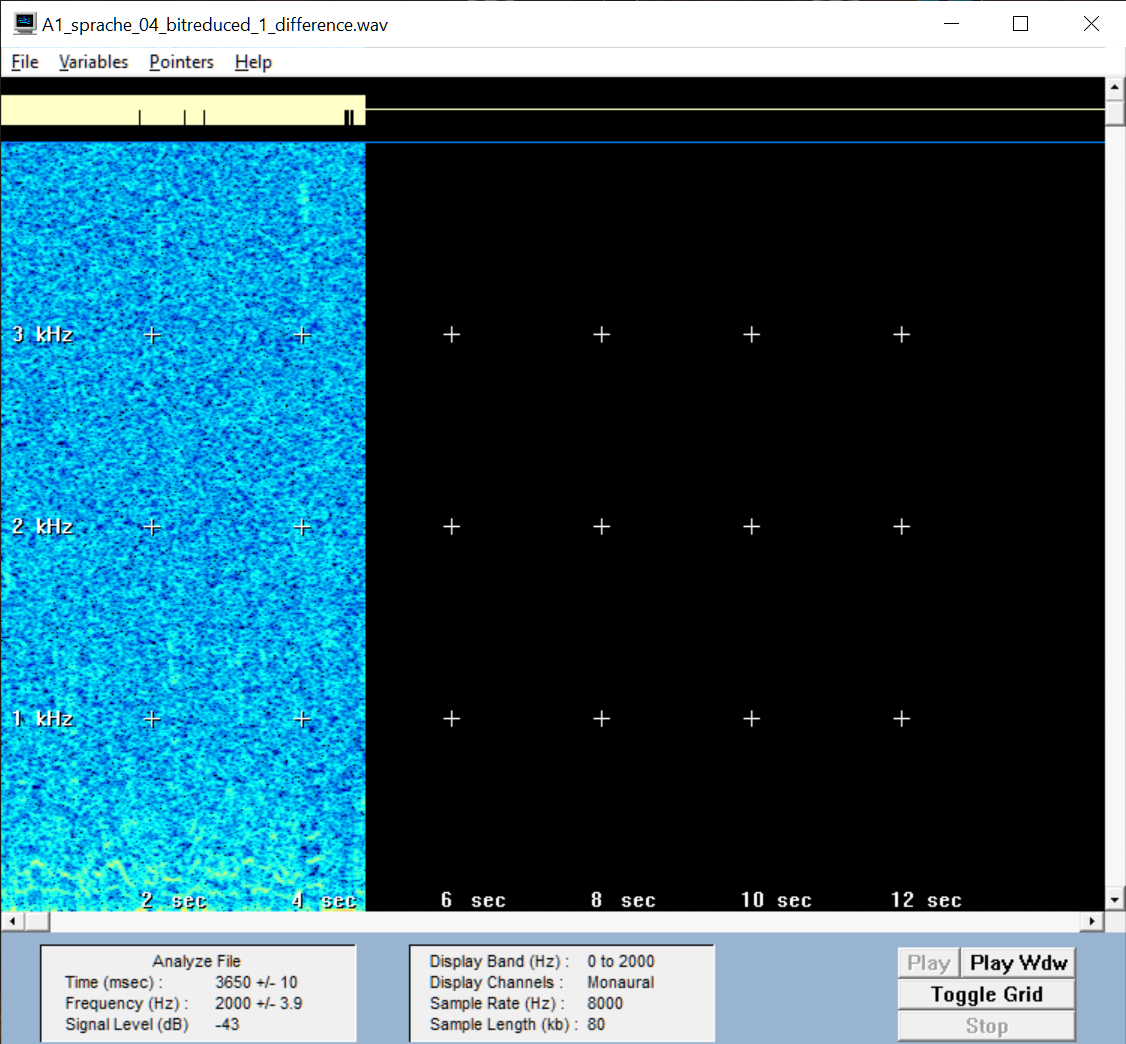 A1_sprache_04_bitreduced_1_difference.wav
File Variables Pointers Help
3 kHz
2 kHz
1 kHz
2 sec 4 sec 6 sec 8 sec 10 sec 12 sec
Analyze File
Time (msec) : 3650 +/- 10
Frequency (Hz) : 2000 +/- 3.9
Signal Level (dB) -43
Display Band (Hz) : 0 to 2000
Display Channels : Monaural
Sample Rate (Hz) : 8000
Sample Length (kb) : 80
Play Play Wdw
Toggle Grid
Stop